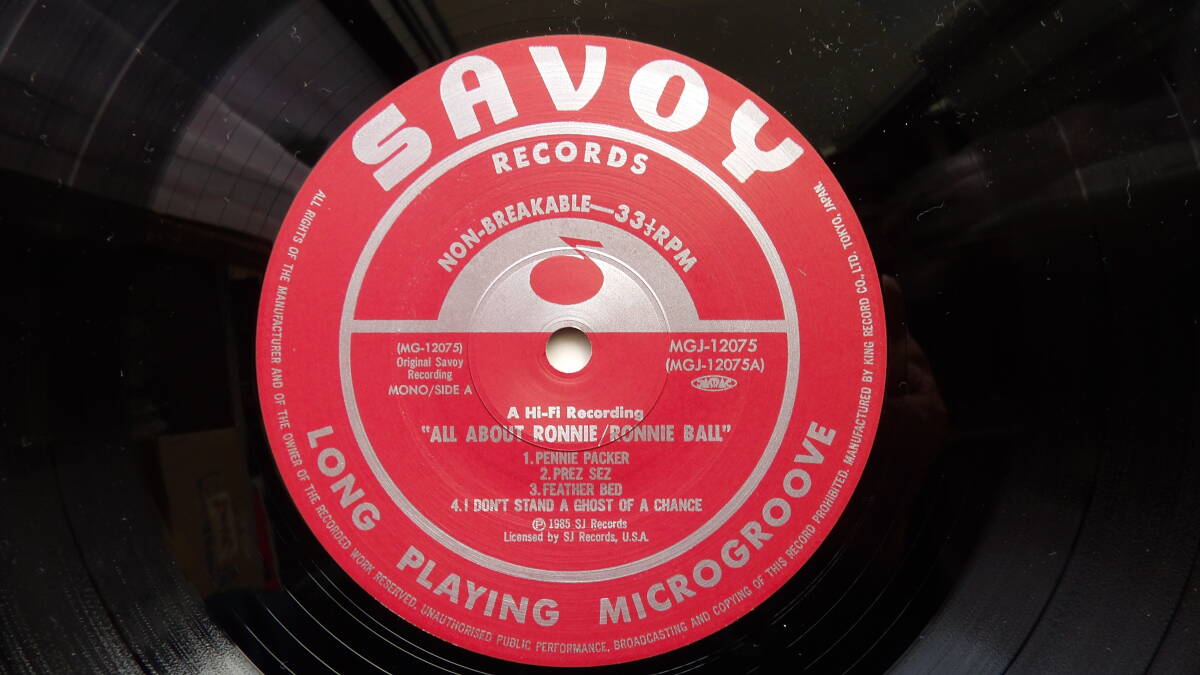 SAVOY
RECORDS
NON-BREAKABLE—33⅓RPM
(MG-12075)
Original Savoy
Recording
MONO/SIDE A
MGJ-12075
(MGJ-12075A)
A Hi-Fi Recording
"ALL ABOUT RONNIE/RONNIE BALL"
1. PENNIE PACKER
2. PREZ SEZ
3. FEATHER BED
4. I DON'T STAND A GHOST OF A CHANCE
Ⓟ 1985 SJ Records
Licensed by SJ Records, U.S.A.
LONG PLAYING MICROGROOVE
ALL RIGHTS OF THE MANUFACTURER AND OF THE OWNER OF THE RECORDED WORK RESERVED. UNAUTHORISED PUBLIC PERFORMANCE, BROADCASTING AND COPYING OF THIS RECORD PROHIBITED. MANUFACTURED BY KING RECORD CO., LTD. TOKYO, JAPAN.